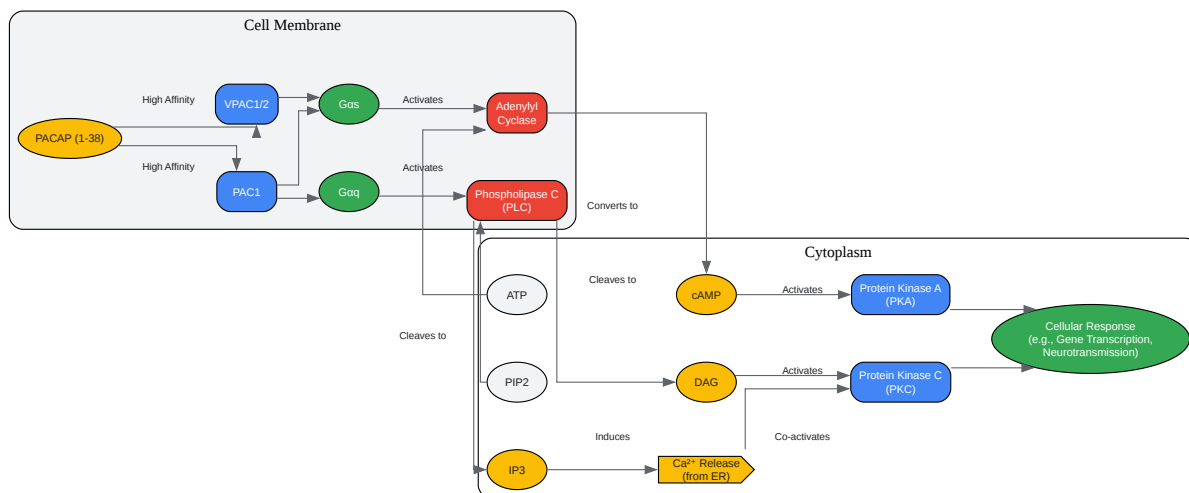 Cell Membrane
High Affinity
VPAC1/2
Gαs
Activates
Adenylyl
Cyclase
PACAP (1-38)
High Affinity
PAC1
Gαq
Activates
Phospholipase C
(PLC)
Converts to
Cytoplasm
ATP
Cleaves to
cAMP
Activates
Protein Kinase A
(PKA)
Cellular Response
(e.g., Gene Transcription,
Neurotransmission)
Cleaves to
PIP2
DAG
Activates
Protein Kinase C
(PKC)
IP3
Induces
Ca²⁺ Release
(from ER)
Co-activates